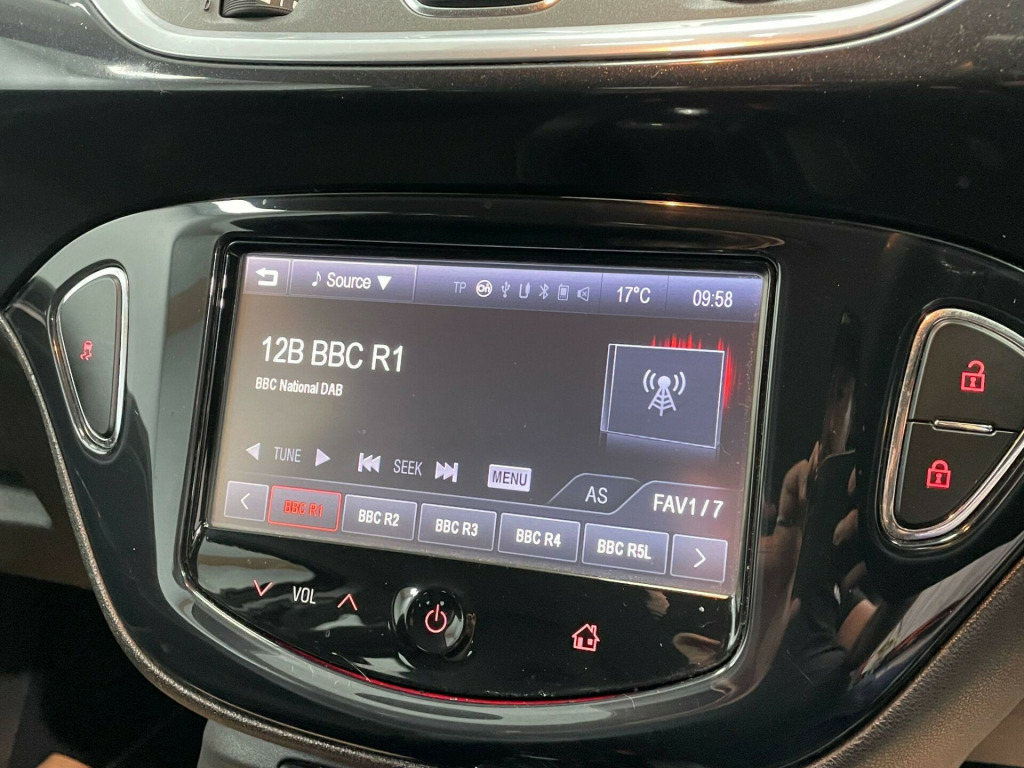 Source TP 17°C 09:58
12B BBC R1
BBC National DAB
TUNE SEEK MENU AS FAV1/7
BBC R1 BBC R2 BBC R3 BBC R4 BBC R5L
VOL